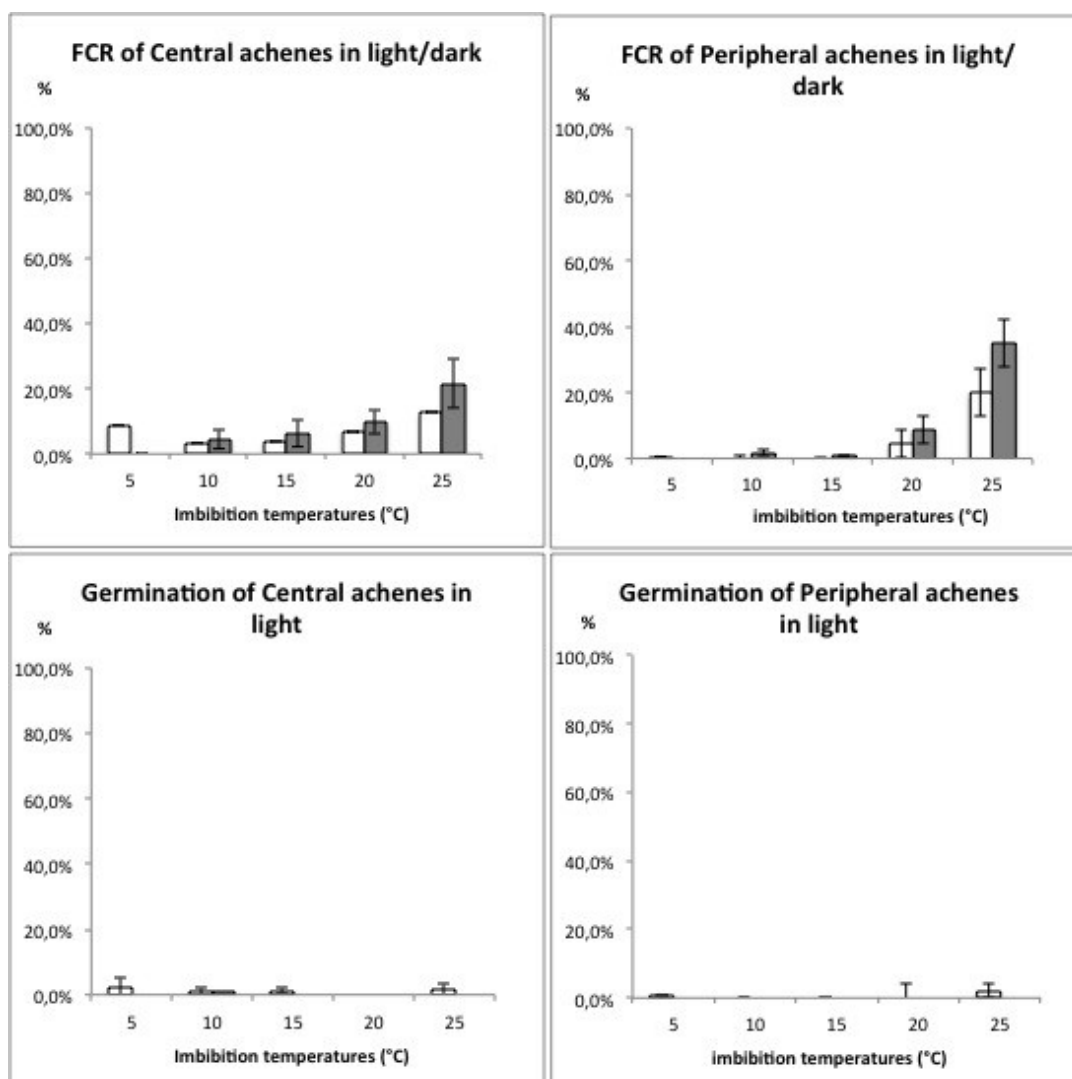 FCR of Central achenes in light/dark
%
100,0%
80,0%
60,0%
40,0%
20,0%
0,0%
5 10 15 20 25
Imbibition temperatures (°C)
FCR of Peripheral achenes in light/
dark
%
100,0%
80,0%
60,0%
40,0%
20,0%
0,0%
5 10 15 20 25
imbibition temperatures (°C)
Germination of Central achenes in
light
%
100,0%
80,0%
60,0%
40,0%
20,0%
0,0%
5 10 15 20 25
Imbibition temperatures (°C)
Germination of Peripheral achenes
in light
%
100,0%
80,0%
60,0%
40,0%
20,0%
0,0%
5 10 15 20 25
imbibition temperatures (°C)